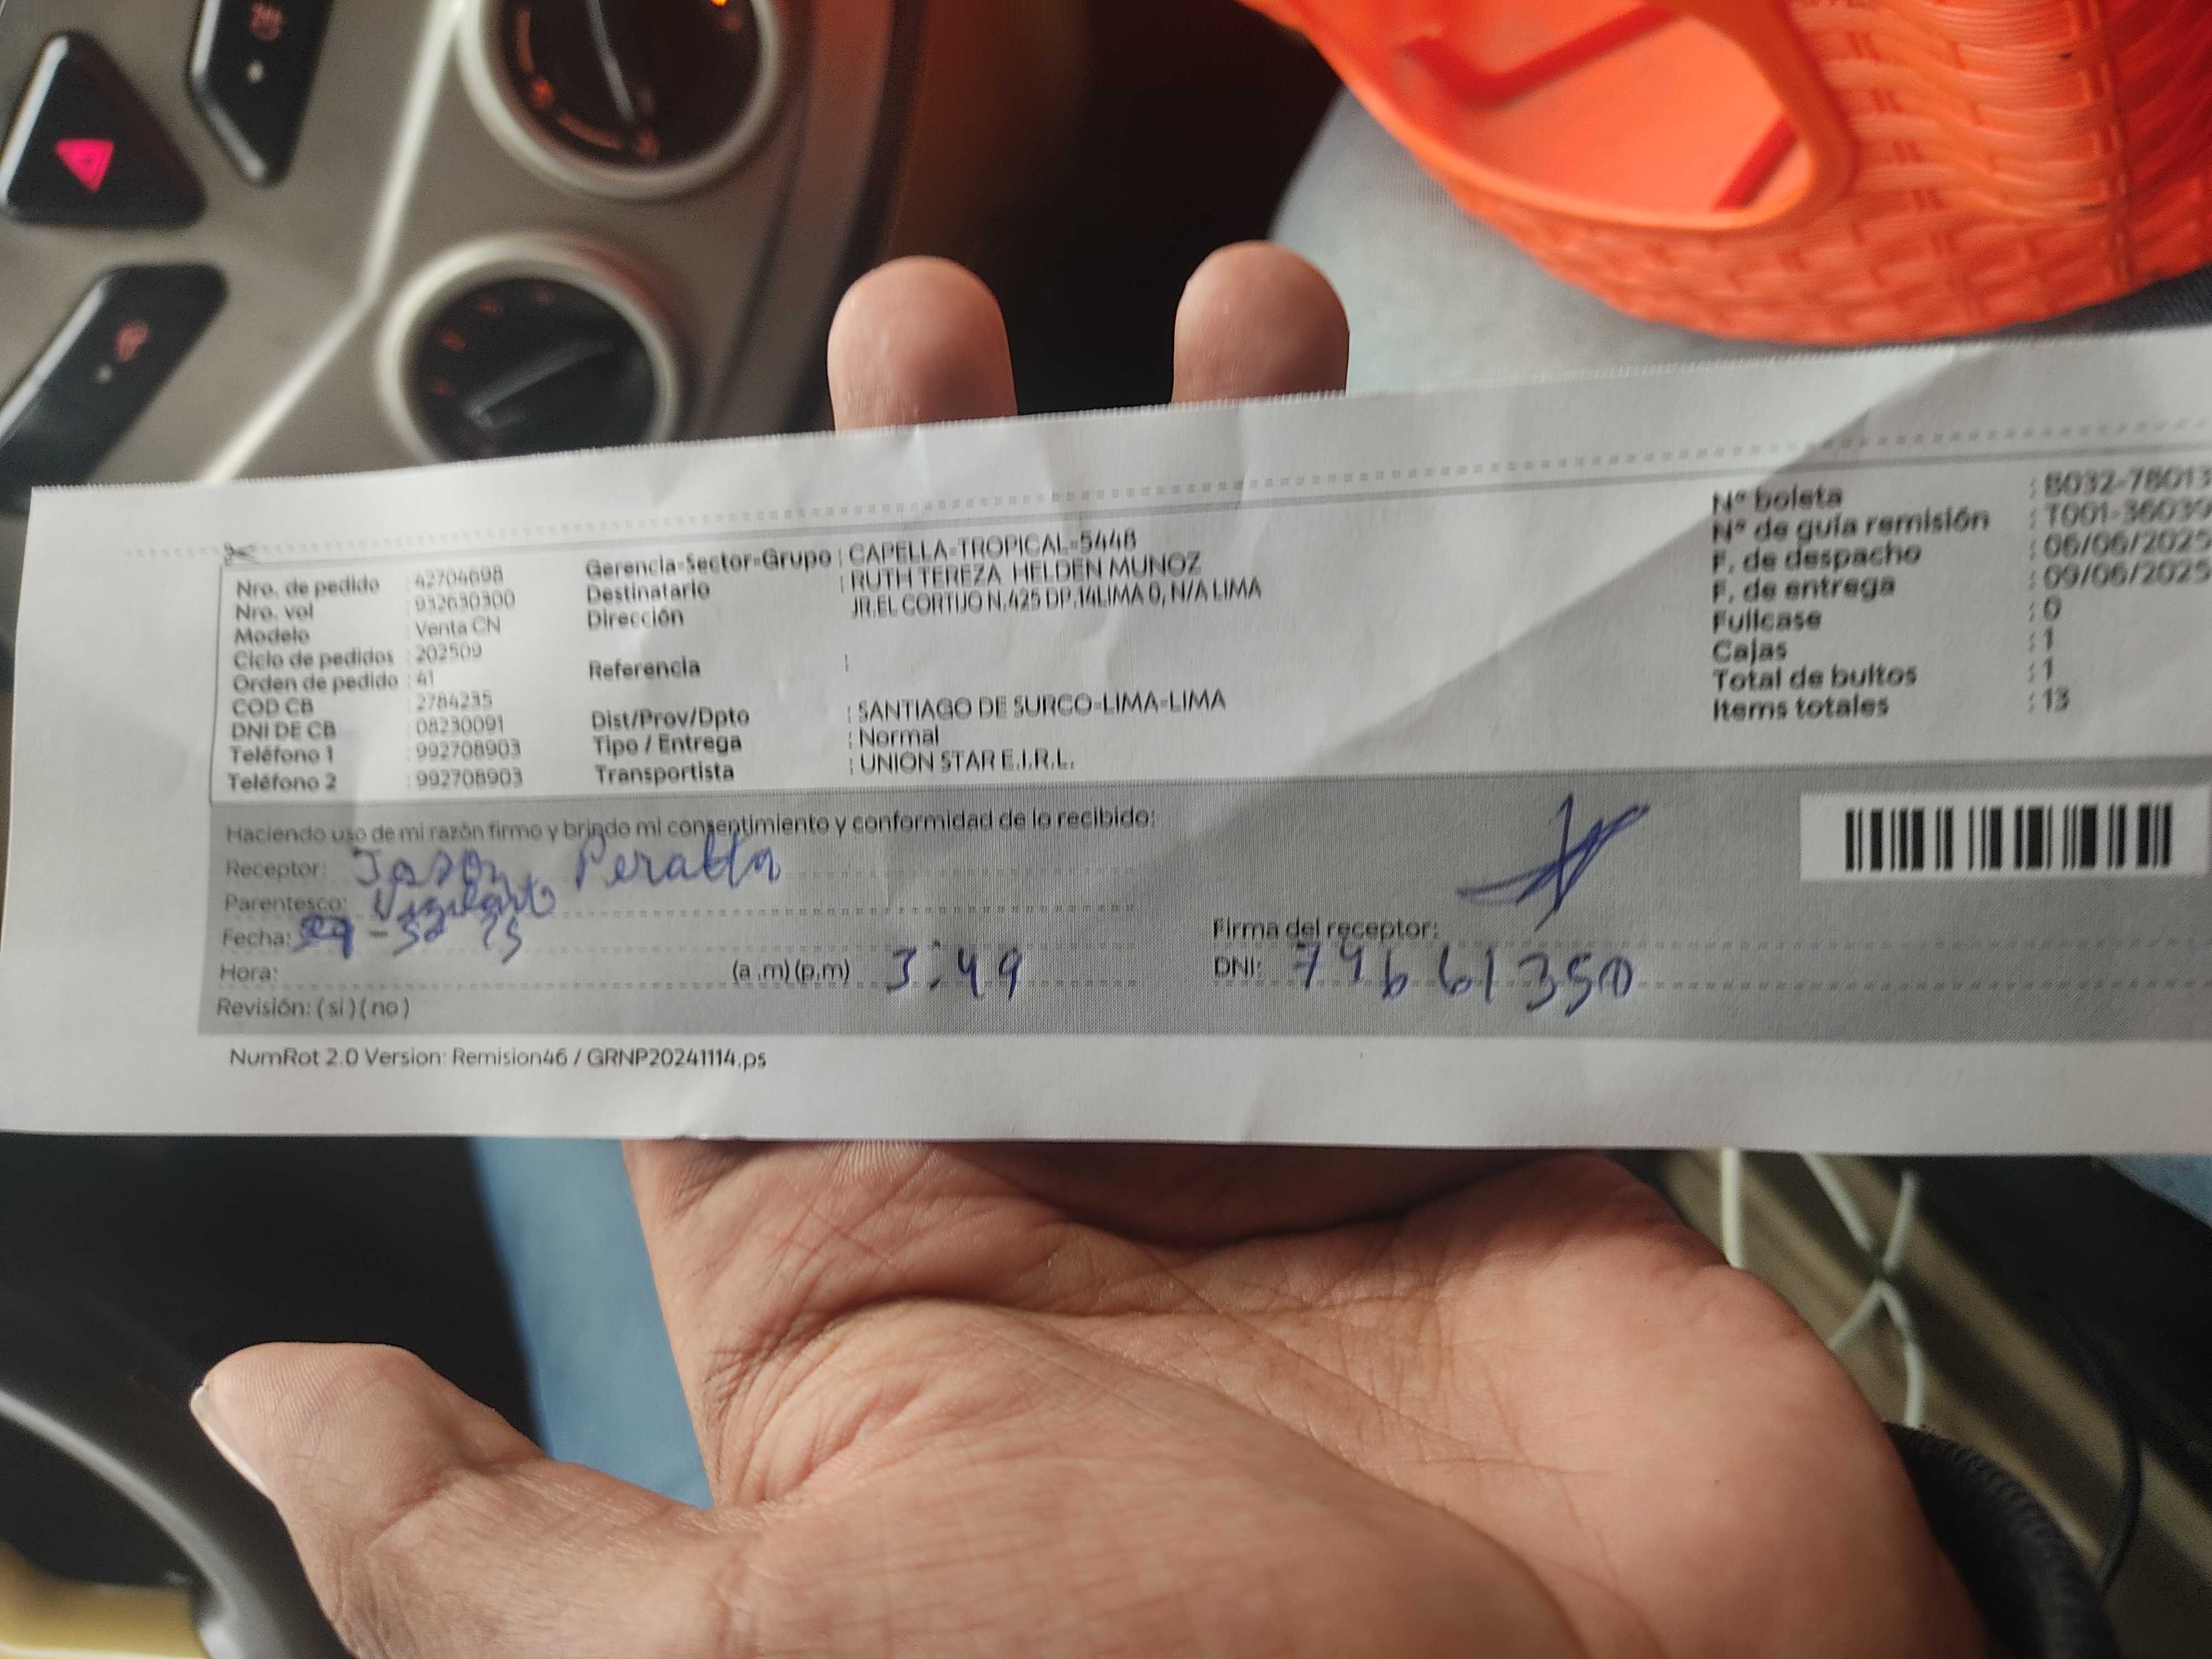 Nro. de pedido : 42704698
Nro. vol : 932630300
Modelo : Venta CN
Ciclo de pedidos : 202509
Orden de pedido : 41
COD CB : 2784235
DNI DE CB : 08230091
Teléfono 1 : 992708903
Teléfono 2 : 992708903
Gerencia-Sector-Grupo : CAPELLA-TROPICAL-5448
Destinatario : RUTH TEREZA HELDEN MUNOZ
Dirección JR.EL CORTIJO N.425 DP.14LIMA 0, N/A LIMA
Referencia :
Dist/Prov/Dpto : SANTIAGO DE SURCO-LIMA-LIMA
Tipo / Entrega : Normal
Transportista : UNION STAR E.I.R.L.
Nº boleta : B032-78013
Nº de guía remisión : T001-36039
F. de despacho : 06/06/2025
F. de entrega : 09/06/2025
Fullcase : 0
Cajas : 1
Total de bultos : 1
Items totales : 13
Haciendo uso de mi razón firmo y brindo mi consentimiento y conformidad de lo recibido:
Receptor: Jason Peralta
Parentesco:
Fecha: 25
Hora: (a.m) (p.m) 3:49
Revisión: ( si ) ( no )
Firma del receptor:
DNI: 74661350
NumRot 2.0 Version: Remision46 / GRNP20241114.ps